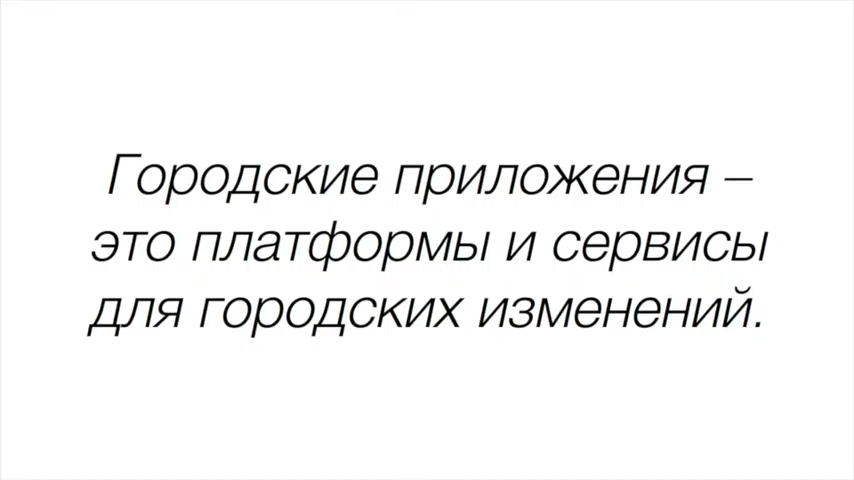 Городские приложения –
это платформы и сервисы
для городских изменений.